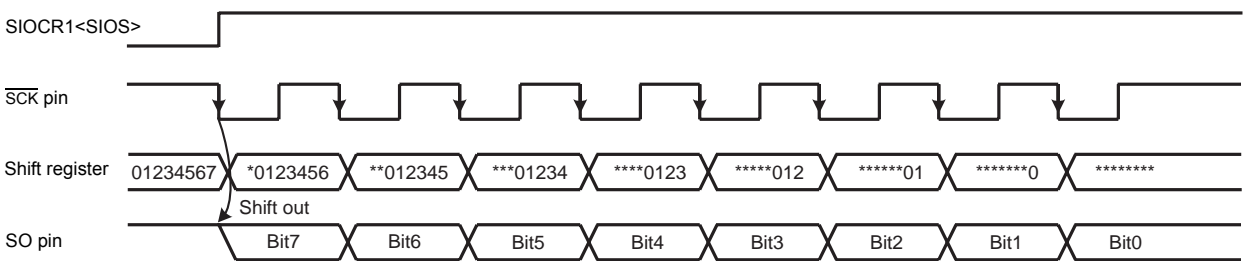 SIOCR1<SIOS>
SCK pin
Shift register 01234567 *0123456 **012345 ***01234 ****0123 *****012 ******01 *******0 ********
Shift out
SO pin Bit7 Bit6 Bit5 Bit4 Bit3 Bit2 Bit1 Bit0